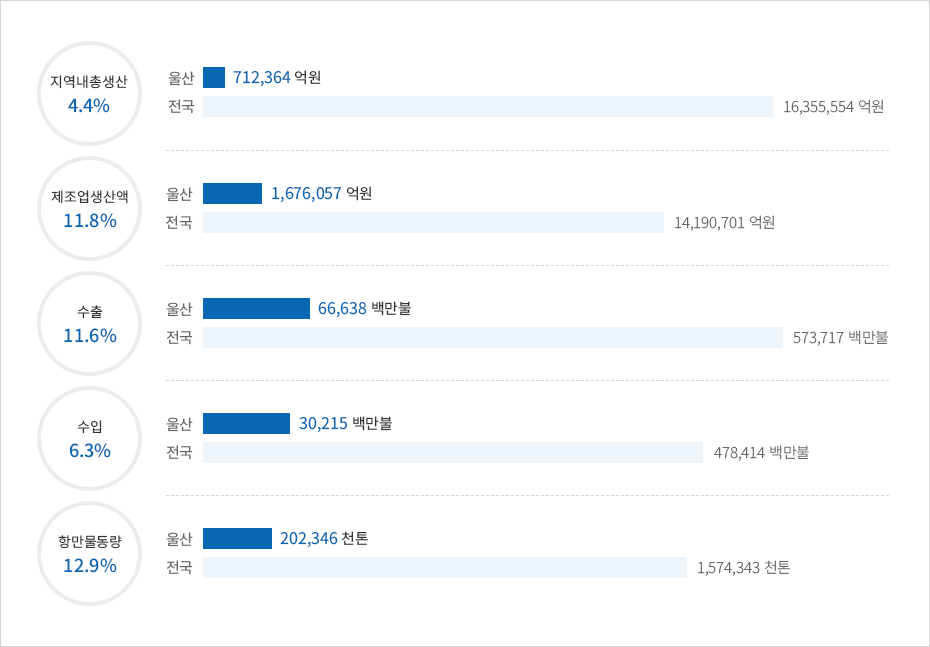 지역내총생산
4.4%
울산 712,364 억원
전국 16,355,554 억원
제조업생산액
11.8%
울산 1,676,057 억원
전국 14,190,701 억원
수출
11.6%
울산 66,638 백만불
전국 573,717 백만불
수입
6.3%
울산 30,215 백만불
전국 478,414 백만불
항만물동량
12.9%
울산 202,346 천톤
전국 1,574,343 천톤